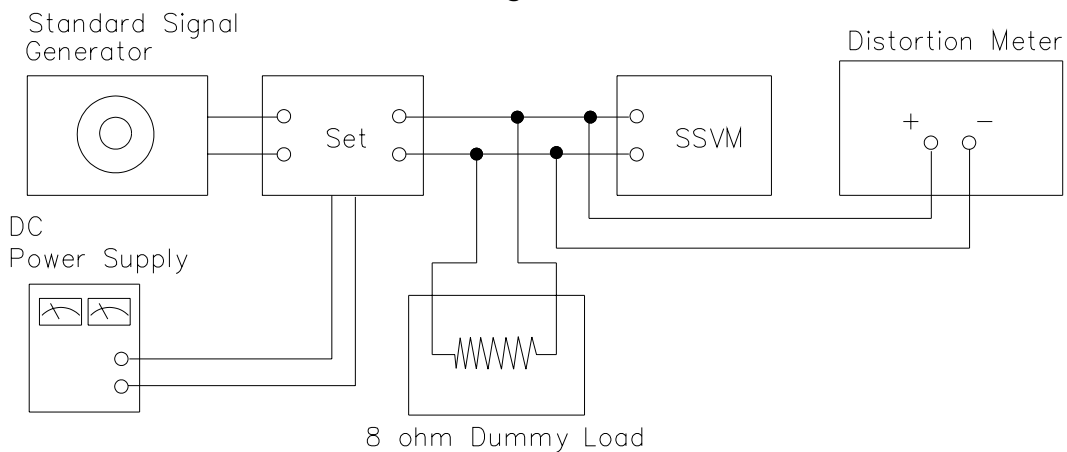 Standard Signal
Generator
Distortion Meter
Set
SSVM
+ −
DC
Power Supply
8 ohm Dummy Load